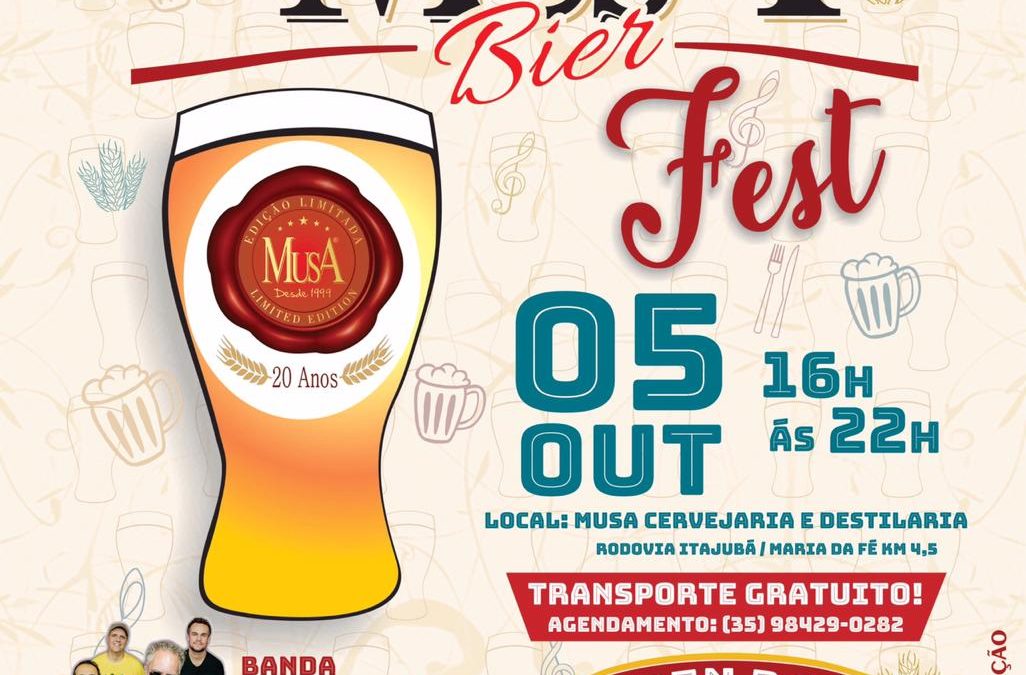 Bier
Fest
EDIÇÃO LIMITADA
MUSA®
Desde 1999
LIMITED EDITION
20 Anos
05
OUT
16H
ÁS 22H
LOCAL: MUSA CERVEJARIA E DESTILARIA
RODOVIA ITAJUBÁ / MARIA DA FÉ KM 4,5
TRANSPORTE GRATUITO!
AGENDAMENTO: (35) 98429-0282
BANDA